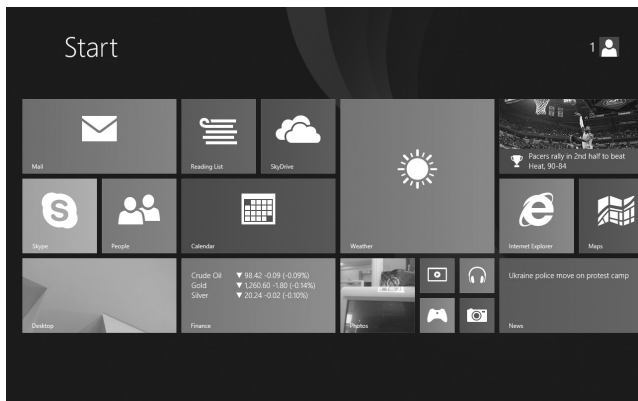 Start
1
Mail
Reading List
SkyDrive
Weather
Pacers rally in 2nd half to beat
Heat, 90-84
S
Skype
People
Calendar
Internet Explorer
Maps
Desktop
Crude Oil ▼ 98.42 -0.09 (-0.09%)
Gold ▼ 1,260.60 -1.80 (-0.14%)
Silver ▼ 20.24 -0.02 (-0.10%)
Finance
Photos
Ukraine police move on protest camp
News